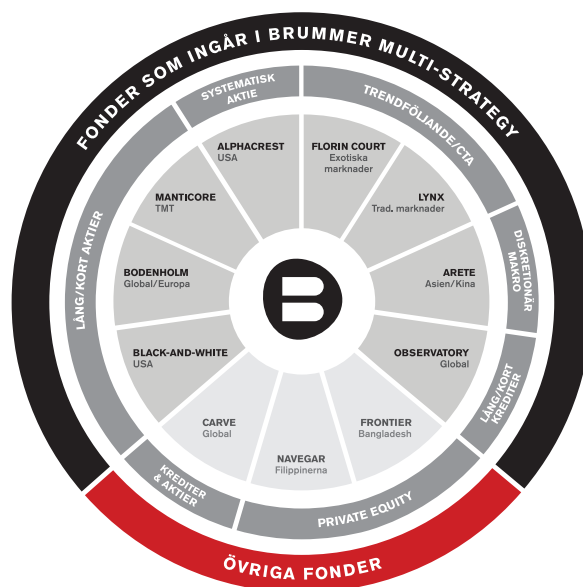 FONDER SOM INGÅR I BRUMMER MULTI-STRATEGY
SYSTEMATISK
AKTIE
TRENDFÖLJANDE/CTA
DISKRETIONÄR
MAKRO
LÅNG/KORT
KREDITER
PRIVATE EQUITY
KREDITER
& AKTIER
LÅNG/KORT AKTIER
ALPHACREST
USA
FLORIN COURT
Exotiska
marknader
LYNX
Trad. marknader
ARETE
Asien/Kina
OBSERVATORY
Global
FRONTIER
Bangladesh
NAVEGAR
Filippinerna
CARVE
Global
BLACK-AND-WHITE
USA
BODENHOLM
Global/Europa
MANTICORE
TMT
B
ÖVRIGA FONDER